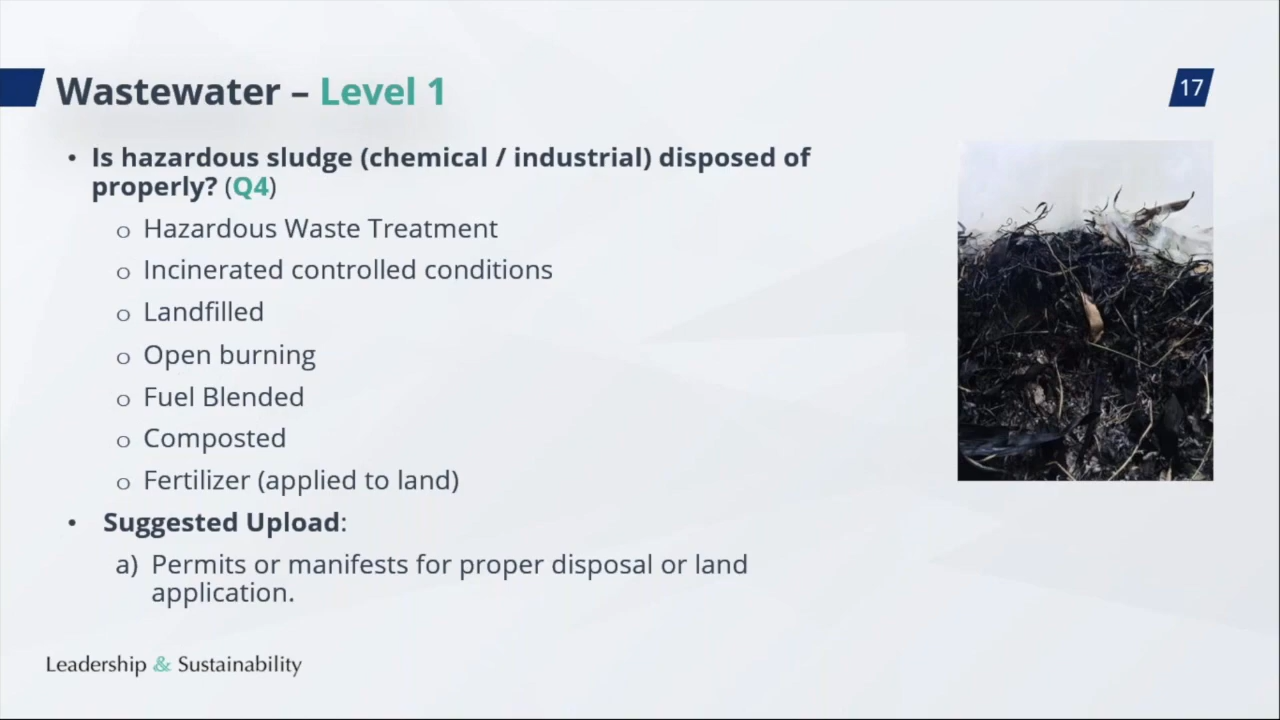 Wastewater – Level 1
17
• Is hazardous sludge (chemical / industrial) disposed of
properly? (Q4)
o Hazardous Waste Treatment
o Incinerated controlled conditions
o Landfilled
o Open burning
o Fuel Blended
o Composted
o Fertilizer (applied to land)
• Suggested Upload:
a) Permits or manifests for proper disposal or land
application.
Leadership & Sustainability